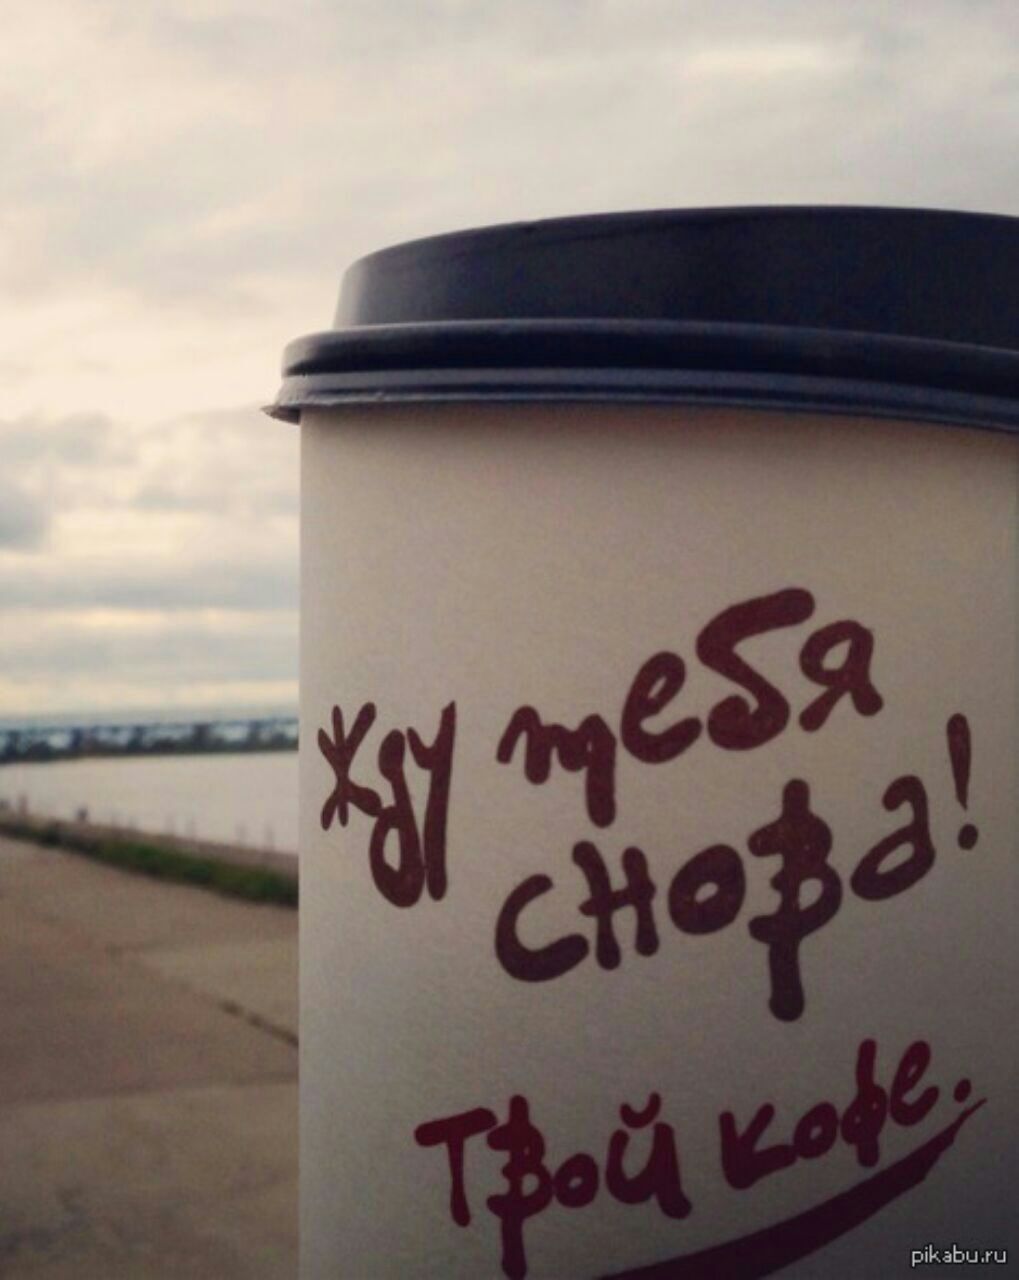 Жду тебя
снова!
Твой кофе.
pikabu.ru